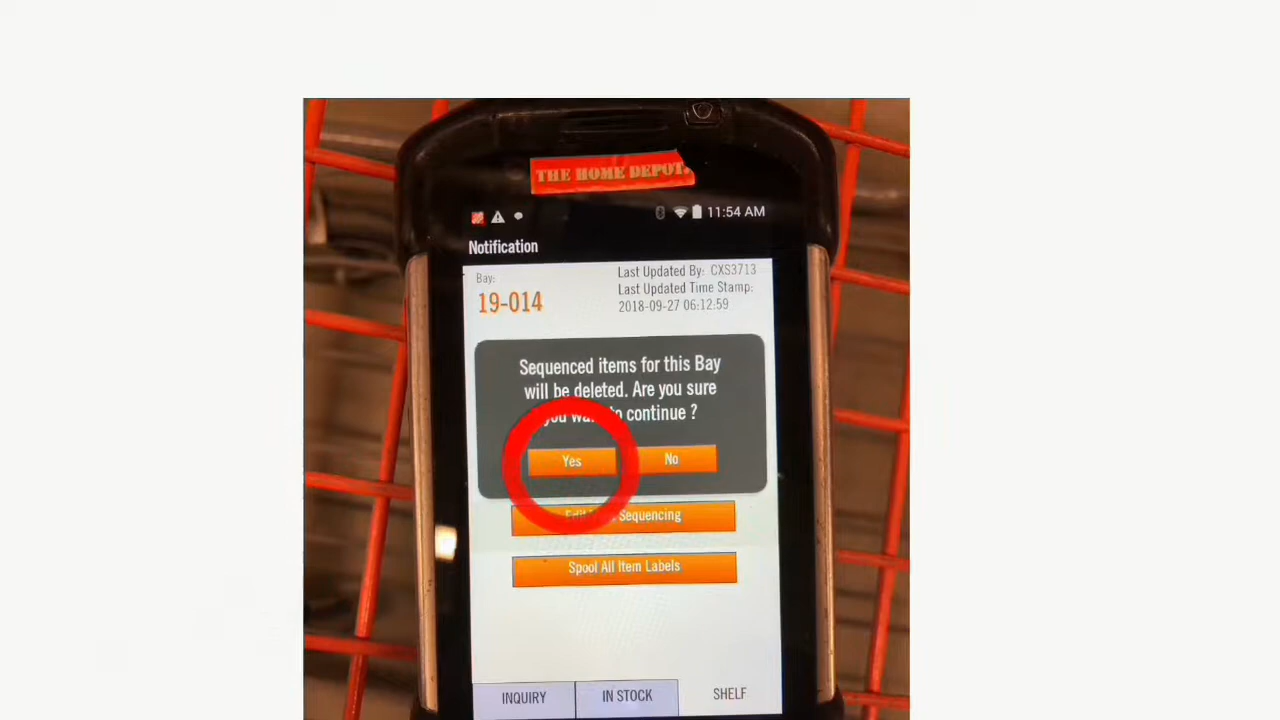 THE HOME DEPOT
11:54 AM
Notification
Bay:
19-014
Last Updated By: CXS3713
Last Updated Time Stamp:
2018-09-27 06:12:59
Sequenced items for this Bay
will be deleted. Are you sure
you to continue ?
Yes
No
Sequencing
Spool All Item Labels
INQUIRY
IN STOCK
SHELF